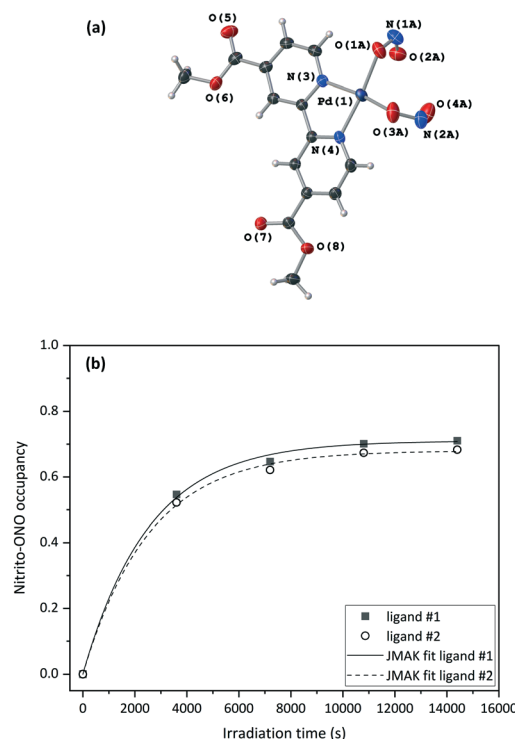 (a)
O(5)
N(1A)
O(1A)
O(2A)
N(3)
O(6)
Pd(1)
O(4A)
O(3A)
N(2A)
N(4)
O(7)
O(8)
(b)
1.0
0.8
0.6
0.4
0.2
0.0
Nitrito-ONO occupancy
ligand #1
ligand #2
JMAK fit ligand #1
JMAK fit ligand #2
0 2000 4000 6000 8000 10000 12000 14000 16000
Irradiation time (s)